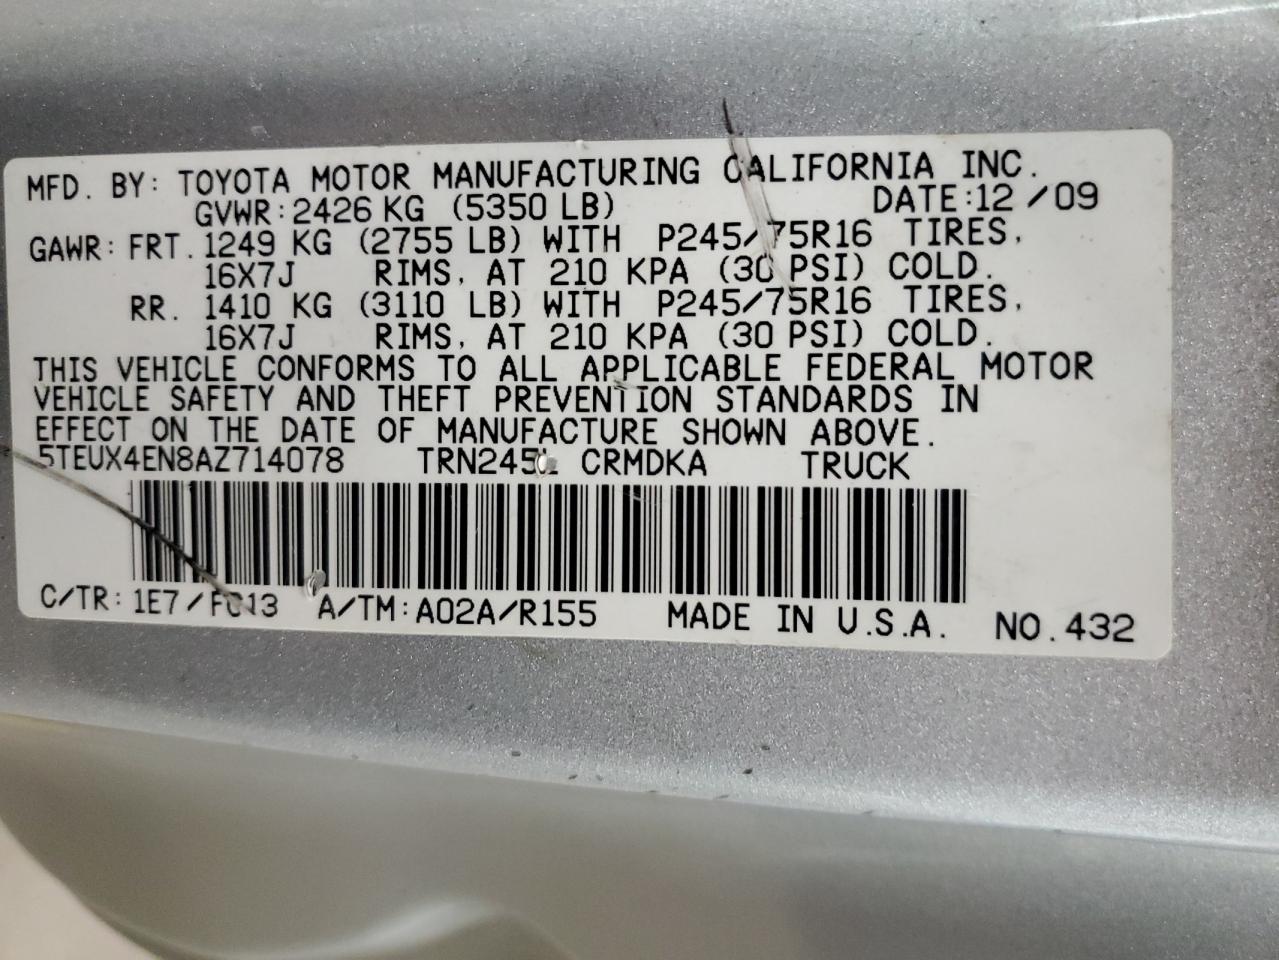 MFD. BY: TOYOTA MOTOR MANUFACTURING CALIFORNIA INC.
GVWR: 2426 KG (5350 LB) DATE: 12/09
GAWR: FRT. 1249 KG (2755 LB) WITH P245/75R16 TIRES,
16X7J RIMS, AT 210 KPA (30 PSI) COLD.
RR. 1410 KG (3110 LB) WITH P245/75R16 TIRES,
16X7J RIMS, AT 210 KPA (30 PSI) COLD.
THIS VEHICLE CONFORMS TO ALL APPLICABLE FEDERAL MOTOR
VEHICLE SAFETY AND THEFT PREVENTION STANDARDS IN
EFFECT ON THE DATE OF MANUFACTURE SHOWN ABOVE.
5TEUX4EN8AZ714078 TRN245L CRMDKA TRUCK
C/TR: 1E7/FC13 A/TM: A02A/R155 MADE IN U.S.A. NO. 432